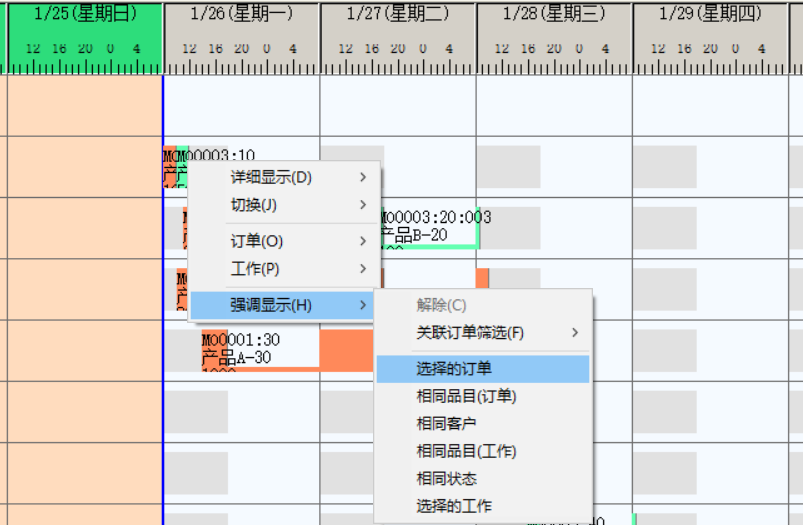 1/25(星期日) 1/26(星期一) 1/27(星期二) 1/28(星期三) 1/29(星期四)
12 16 20 0 4 12 16 20 0 4 12 16 20 0 4 12 16 20 0 4 12 16 20 0 4
MO0003:10
详细显示(D)
切换(J)
订单(O)
工作(P)
强调显示(H)
MO0003:20:003
产品B-20
MO0001:30
产品A-30
解除(C)
关联订单筛选(F)
选择的订单
相同品目(订单)
相同客户
相同品目(工作)
相同状态
选择的工作